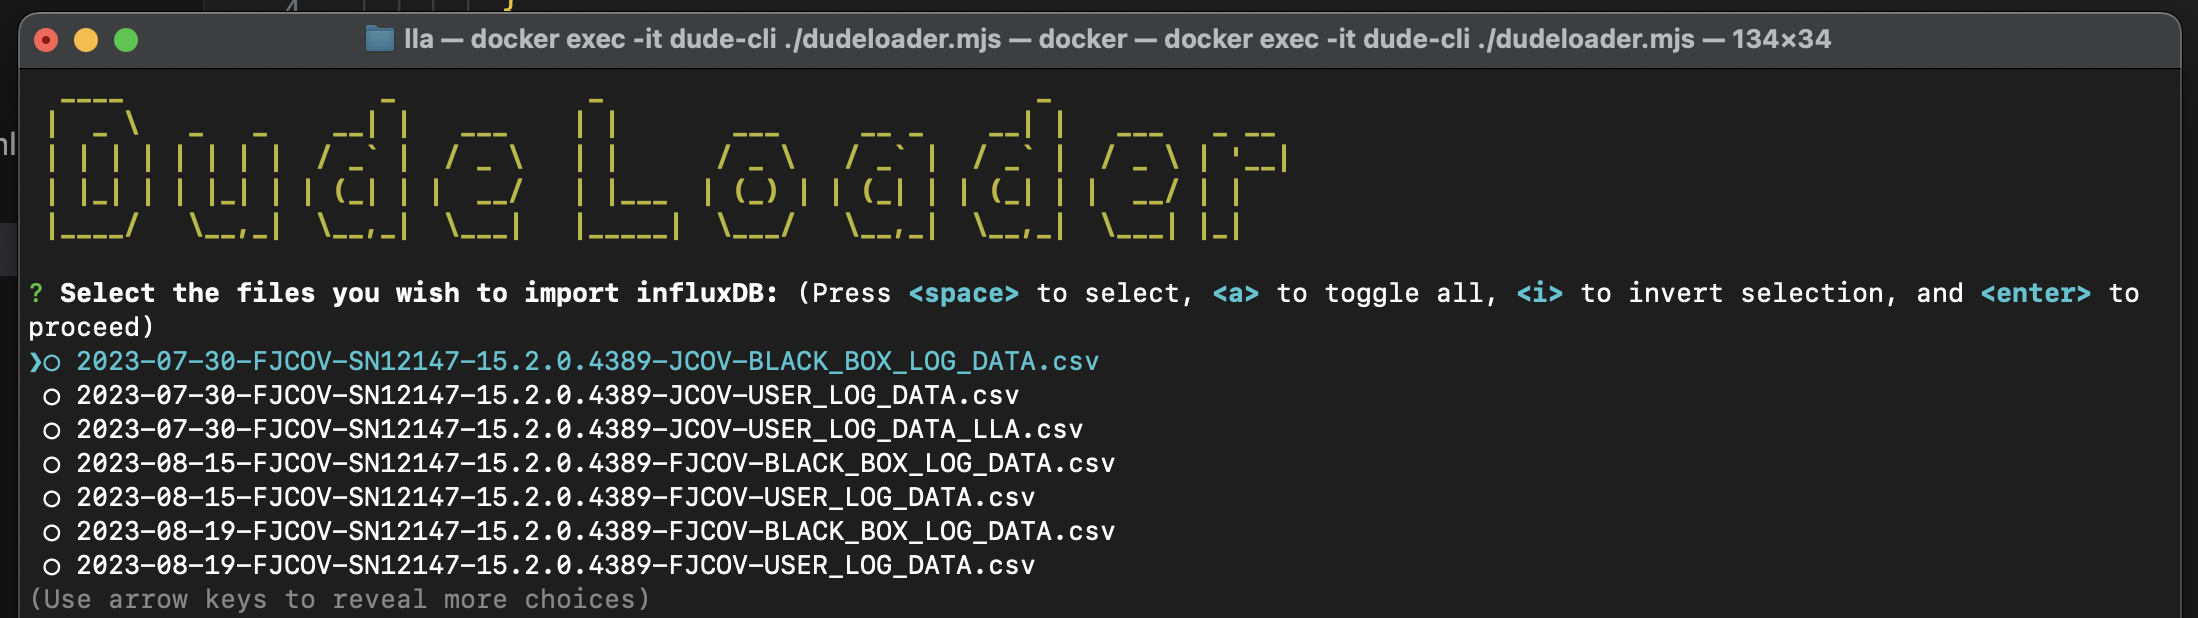 lla — docker exec -it dude-cli ./dudeloader.mjs — docker — docker exec -it dude-cli ./dudeloader.mjs — 134×34
Dude Loader
? Select the files you wish to import influxDB: (Press <space> to select, <a> to toggle all, <i> to invert selection, and <enter> to
proceed)
❯○ 2023-07-30-FJCOV-SN12147-15.2.0.4389-JCOV-BLACK_BOX_LOG_DATA.csv
○ 2023-07-30-FJCOV-SN12147-15.2.0.4389-JCOV-USER_LOG_DATA.csv
○ 2023-07-30-FJCOV-SN12147-15.2.0.4389-JCOV-USER_LOG_DATA_LLA.csv
○ 2023-08-15-FJCOV-SN12147-15.2.0.4389-FJCOV-BLACK_BOX_LOG_DATA.csv
○ 2023-08-15-FJCOV-SN12147-15.2.0.4389-FJCOV-USER_LOG_DATA.csv
○ 2023-08-19-FJCOV-SN12147-15.2.0.4389-FJCOV-BLACK_BOX_LOG_DATA.csv
○ 2023-08-19-FJCOV-SN12147-15.2.0.4389-FJCOV-USER_LOG_DATA.csv
(Use arrow keys to reveal more choices)